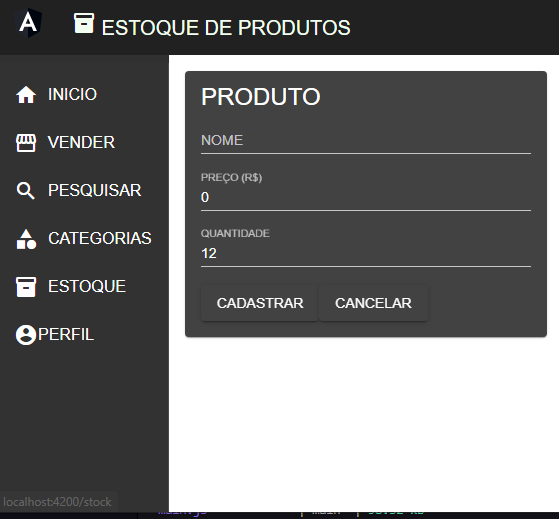 A
ESTOQUE DE PRODUTOS
INICIO
VENDER
PESQUISAR
CATEGORIAS
ESTOQUE
PERFIL
PRODUTO
NOME
PREÇO (R$)
0
QUANTIDADE
12
CADASTRAR
CANCELAR
localhost:4200/stock